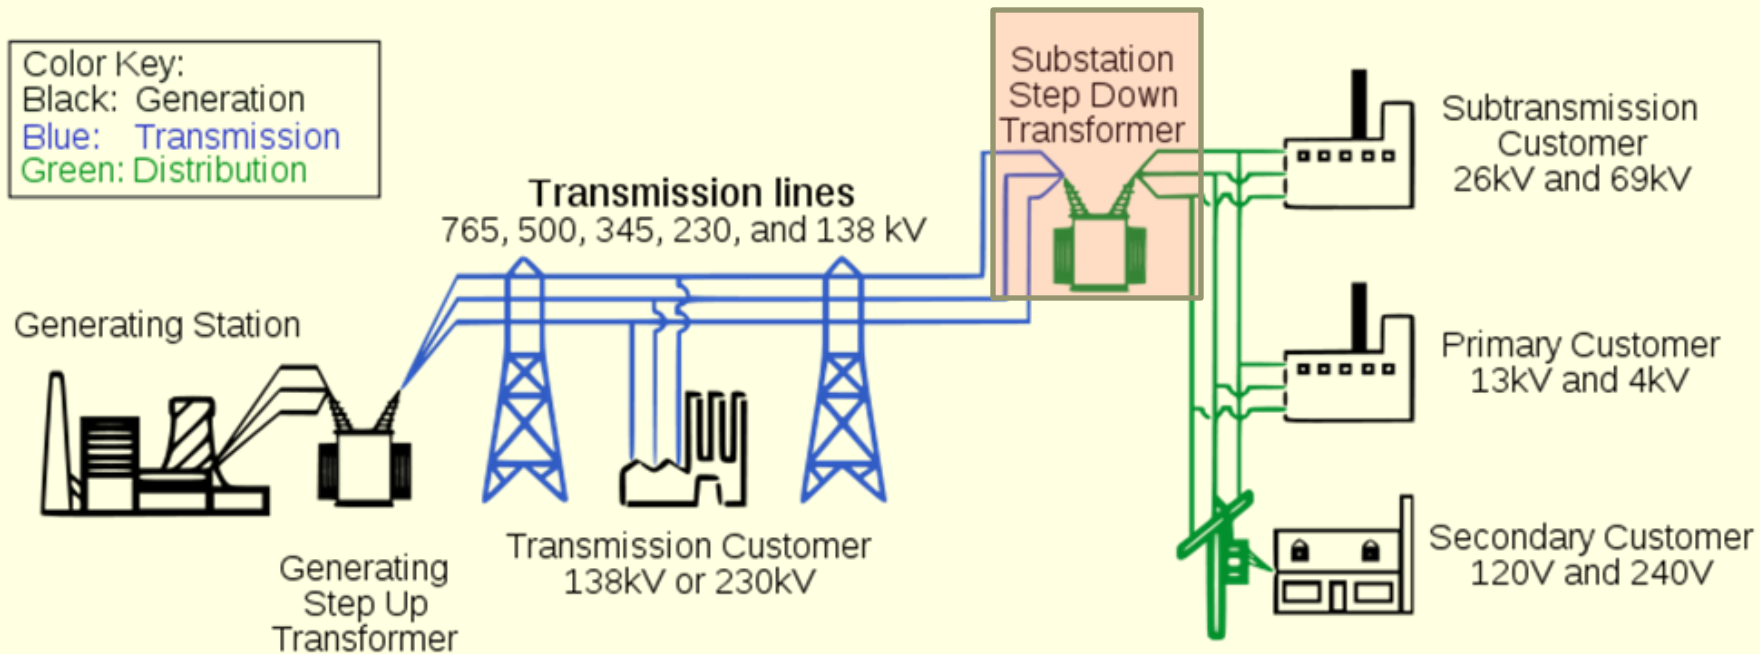 Color Key:
Black: Generation
Blue: Transmission
Green: Distribution
Substation
Step Down
Transformer
Subtransmission
Customer
26kV and 69kV
Transmission lines
765, 500, 345, 230, and 138 kV
Generating Station
Primary Customer
13kV and 4kV
Transmission Customer
138kV or 230kV
Secondary Customer
120V and 240V
Generating
Step Up
Transformer